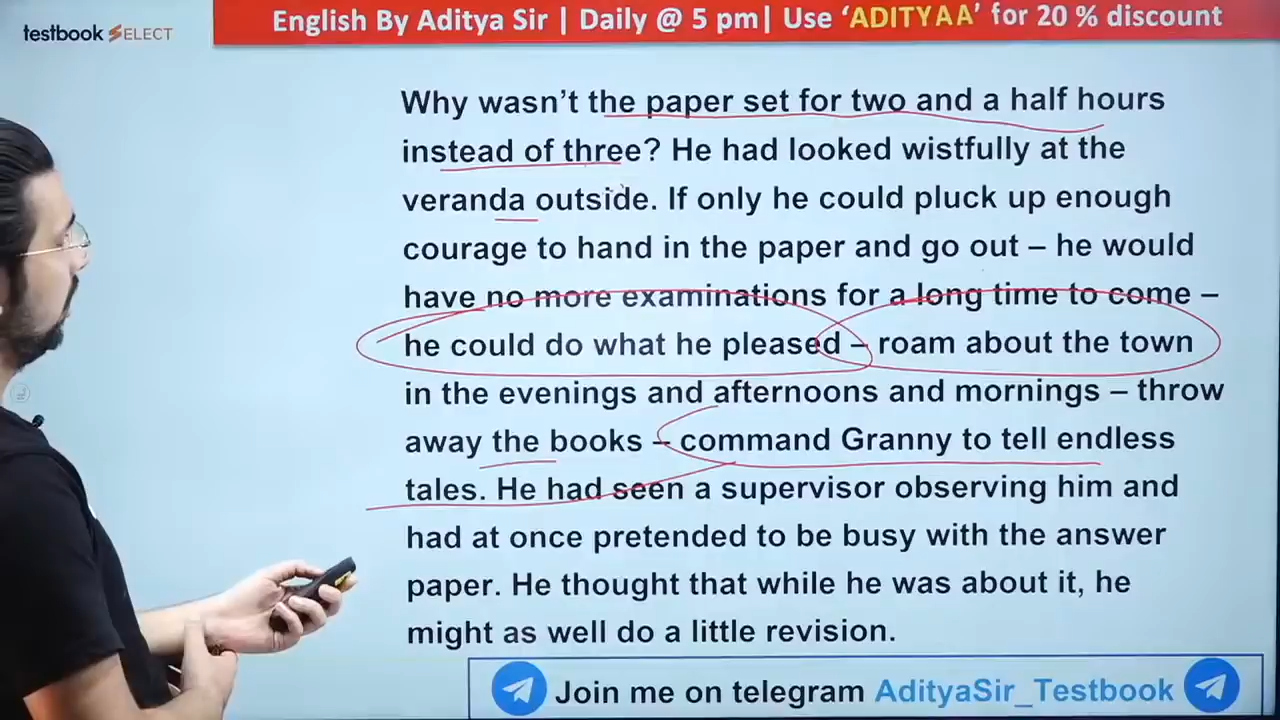 testbook SELECT
English By Aditya Sir | Daily @ 5 pm| Use ‘ADITYAA’ for 20 % discount
Why wasn’t the paper set for two and a half hours
instead of three? He had looked wistfully at the
veranda outside. If only he could pluck up enough
courage to hand in the paper and go out – he would
have no more examinations for a long time to come –
he could do what he pleased – roam about the town
in the evenings and afternoons and mornings – throw
away the books – command Granny to tell endless
tales. He had seen a supervisor observing him and
had at once pretended to be busy with the answer
paper. He thought that while he was about it, he
might as well do a little revision.
Join me on telegram AdityaSir_Testbook